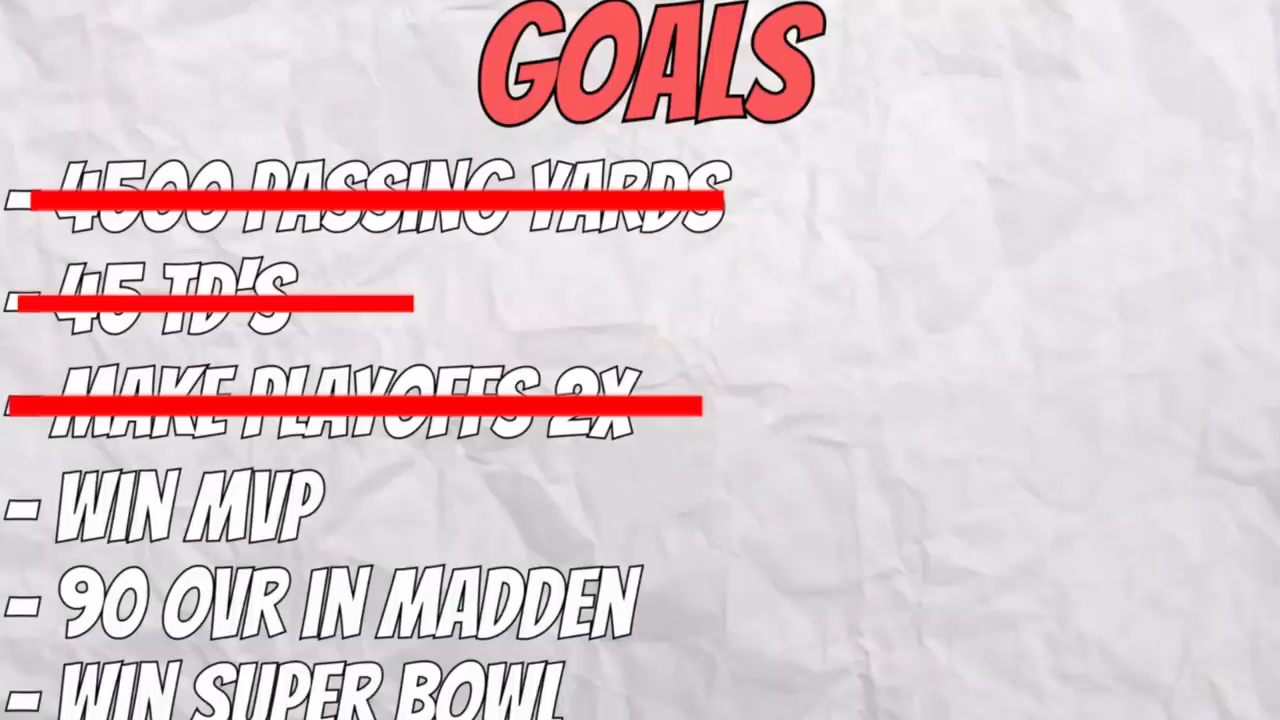 GOALS
- 4500 PASSING YARDS
- 45 TD'S
- MAKE PLAYOFFS 2X
- WIN MVP
- 90 OVR IN MADDEN
- WIN SUPER BOWL